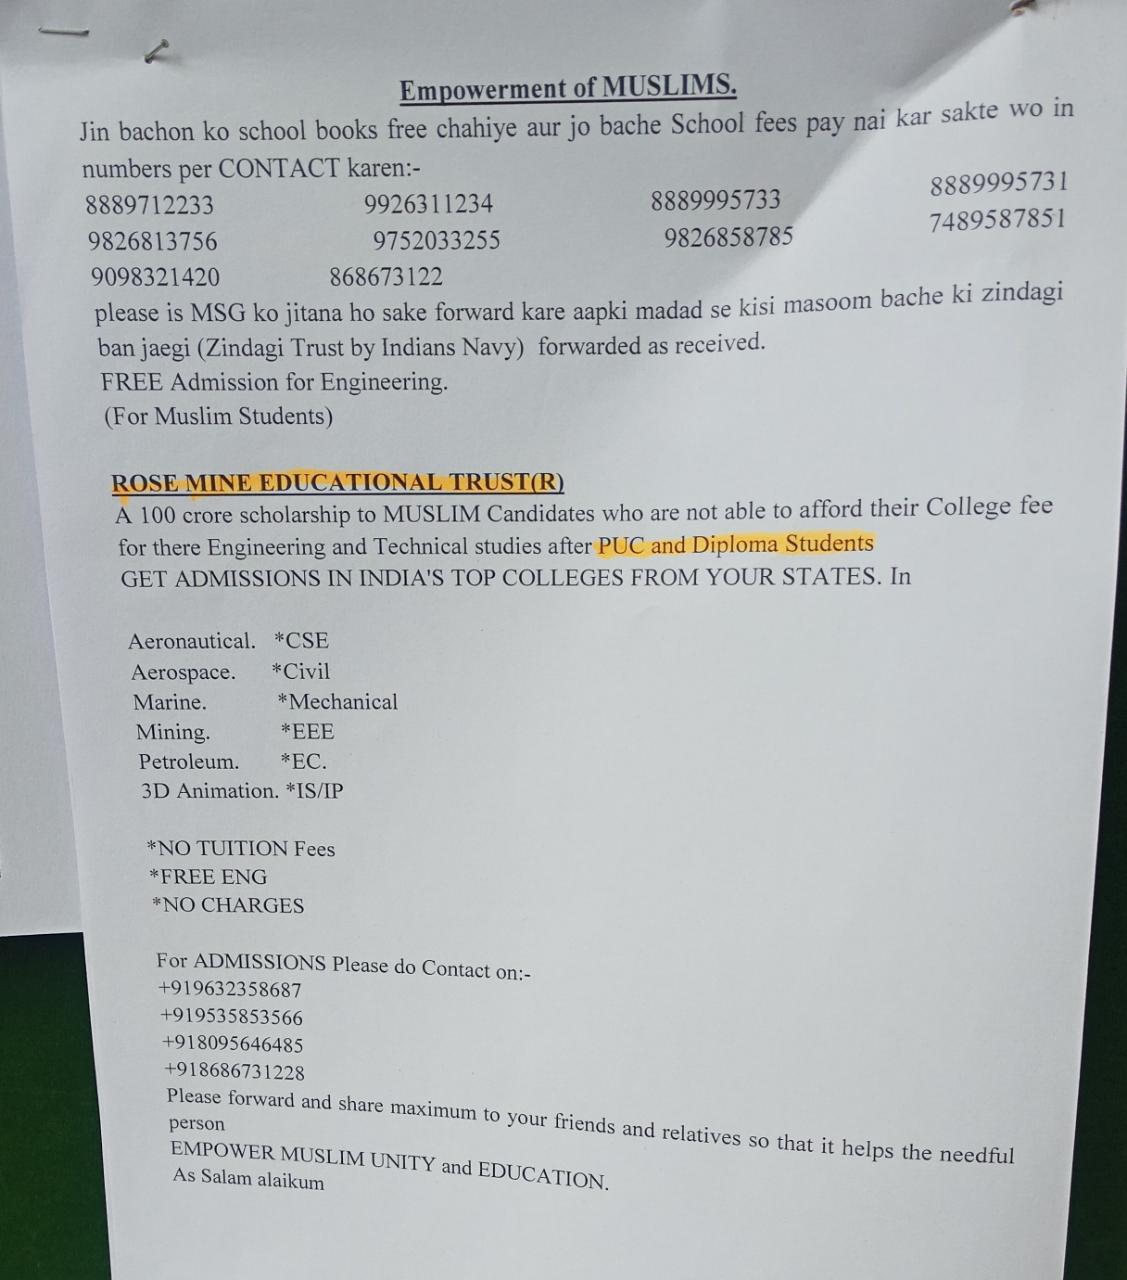 Empowerment of MUSLIMS.
Jin bachon ko school books free chahiye aur jo bache School fees pay nai kar sakte wo in
numbers per CONTACT karen:-
8889712233 9926311234 8889995733 8889995731
9826813756 9752033255 9826858785 7489587851
9098321420 868673122
please is MSG ko jitana ho sake forward kare aapki madad se kisi masoom bache ki zindagi
ban jaegi (Zindagi Trust by Indians Navy) forwarded as received.
FREE Admission for Engineering.
(For Muslim Students)
ROSE MINE EDUCATIONAL TRUST(R)
A 100 crore scholarship to MUSLIM Candidates who are not able to afford their College fee
for there Engineering and Technical studies after PUC and Diploma Students
GET ADMISSIONS IN INDIA'S TOP COLLEGES FROM YOUR STATES. In
Aeronautical. *CSE
Aerospace. *Civil
Marine. *Mechanical
Mining. *EEE
Petroleum. *EC.
3D Animation. *IS/IP
*NO TUITION Fees
*FREE ENG
*NO CHARGES
For ADMISSIONS Please do Contact on:-
+919632358687
+919535853566
+918095646485
+918686731228
Please forward and share maximum to your friends and relatives so that it helps the needful
person
EMPOWER MUSLIM UNITY and EDUCATION.
As Salam alaikum